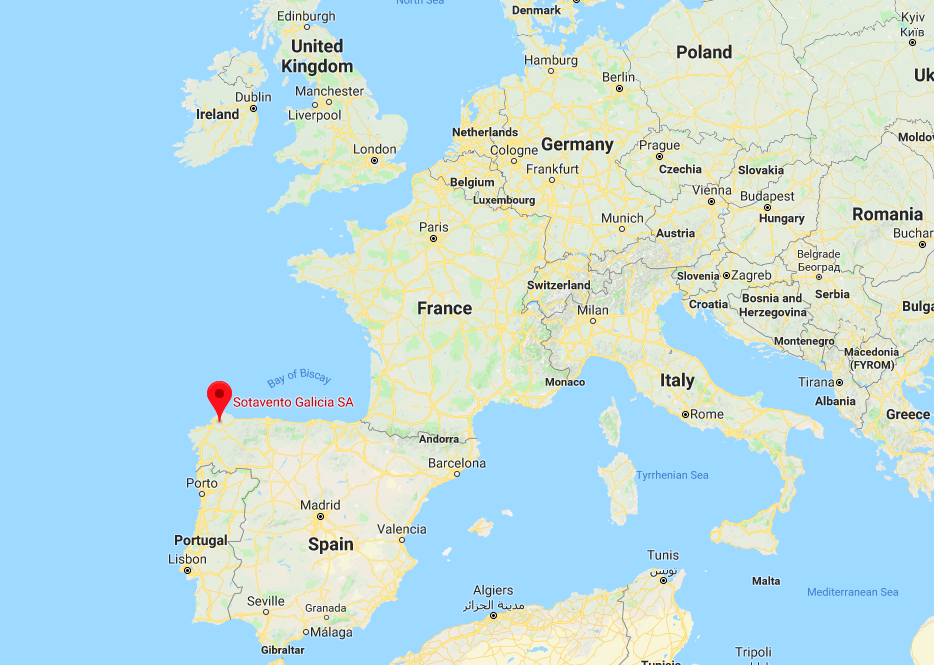 North Sea
Edinburgh
Denmark
Kyiv
Київ
United
Kingdom
Poland
Hamburg
Berlin
Uk
Manchester
Dublin
Ireland
Liverpool
Netherlands
Moldo
London
Cologne
Germany
Prague
Frankfurt
Czechia
Slovakia
Belgium
Luxembourg
Vienna
Budapest
Hungary
Romania
Munich
Paris
Austria
Buchar
Belgrade
Београд
Slovenia
Zagreb
Switzerland
Croatia
Bosnia and
Herzegovina
Serbia
Bulga
France
Milan
Montenegro
Macedonia
(FYROM)
Bay of Biscay
Monaco
Italy
Tirana
Albania
Sotavento Galicia SA
Rome
Greece
Andorra
Barcelona
Tyrrhenian Sea
Porto
Madrid
Valencia
Portugal
Spain
Lisbon
Tunis
تونس
Malta
Mediterranean Sea
Algiers
مدينة الجزائر
Seville
Granada
Málaga
Gibraltar
Tripoli
Tunisia